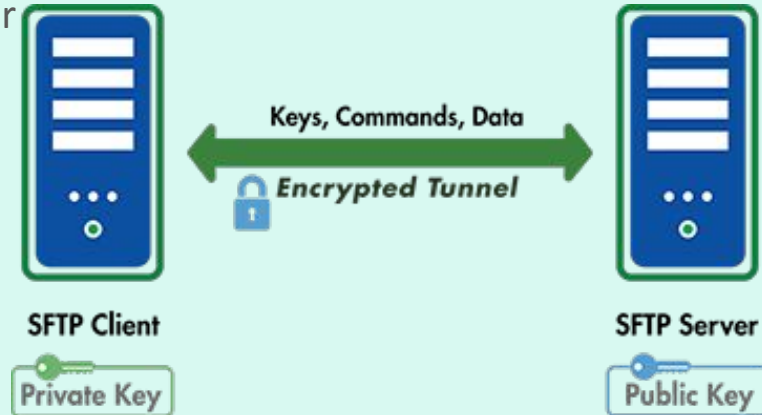 r
Keys, Commands, Data
Encrypted Tunnel
SFTP Client
SFTP Server
Private Key
Public Key